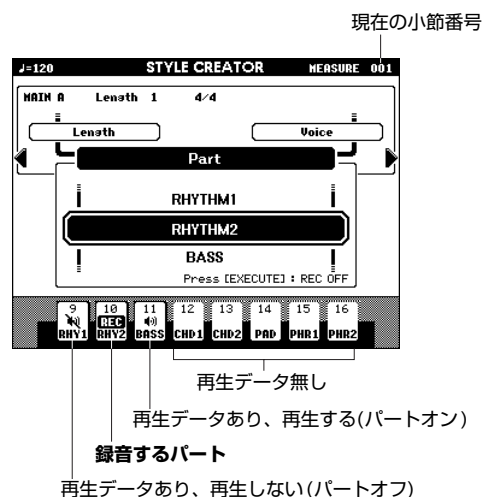 現在の小節番号
♩=120 STYLE CREATOR MEASURE 001
MAIN A Length 1 4/4
Length Voice
Part
RHYTHM1
RHYTHM2
BASS
Press [EXECUTE] : REC OFF
9 10 11 12 13 14 15 16
REC
RHY1 RHY2 BASS CHD1 CHD2 PAD PHR1 PHR2
再生データ無し
再生データあり、再生する(パートオン)
録音するパート
再生データあり、再生しない(パートオフ)